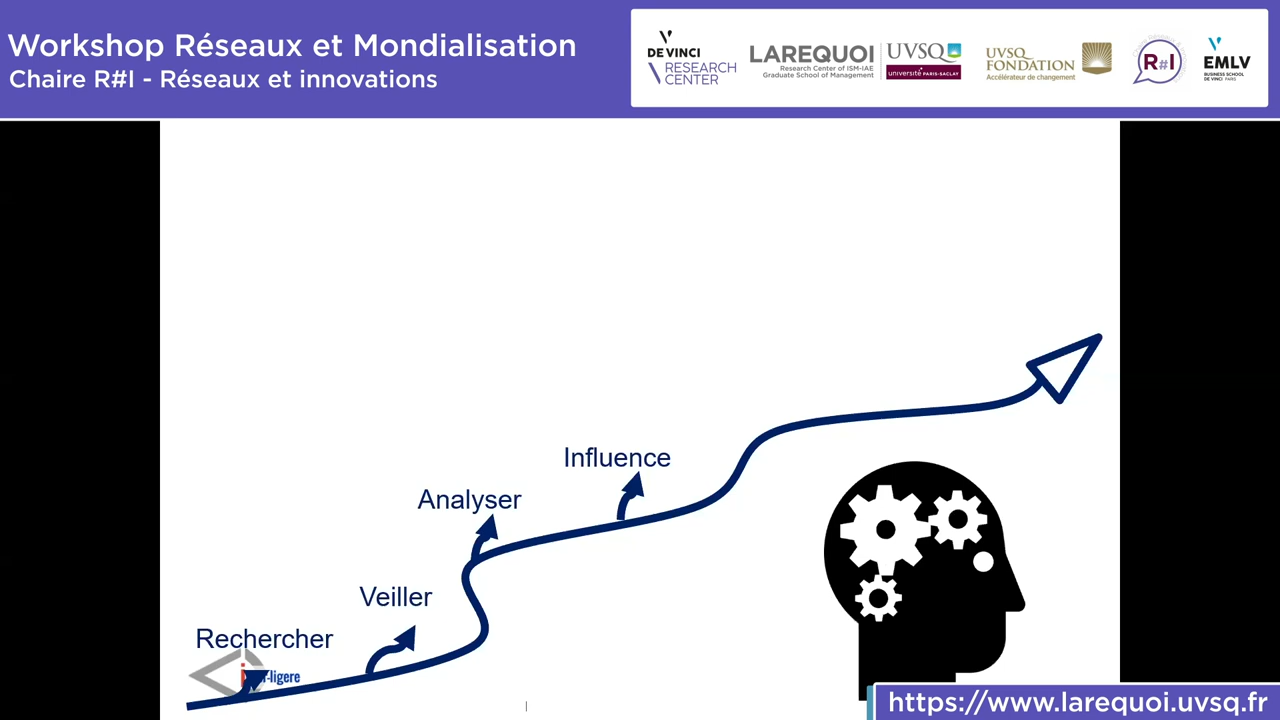 Workshop Réseaux et Mondialisation
Chaire R#I - Réseaux et innovations
DE VINCI
RESEARCH
CENTER
LAREQUOI
Research Center of ISM-IAE
Graduate School of Management
UVSQ
université PARIS-SACLAY
UVSQ
FONDATION
Accélérateur de changement
R#I
EMLV
BUSINESS SCHOOL
DE VINCI PARIS
Influence
Analyser
Veiller
Rechercher
r-ligere
https://www.larequoi.uvsq.fr